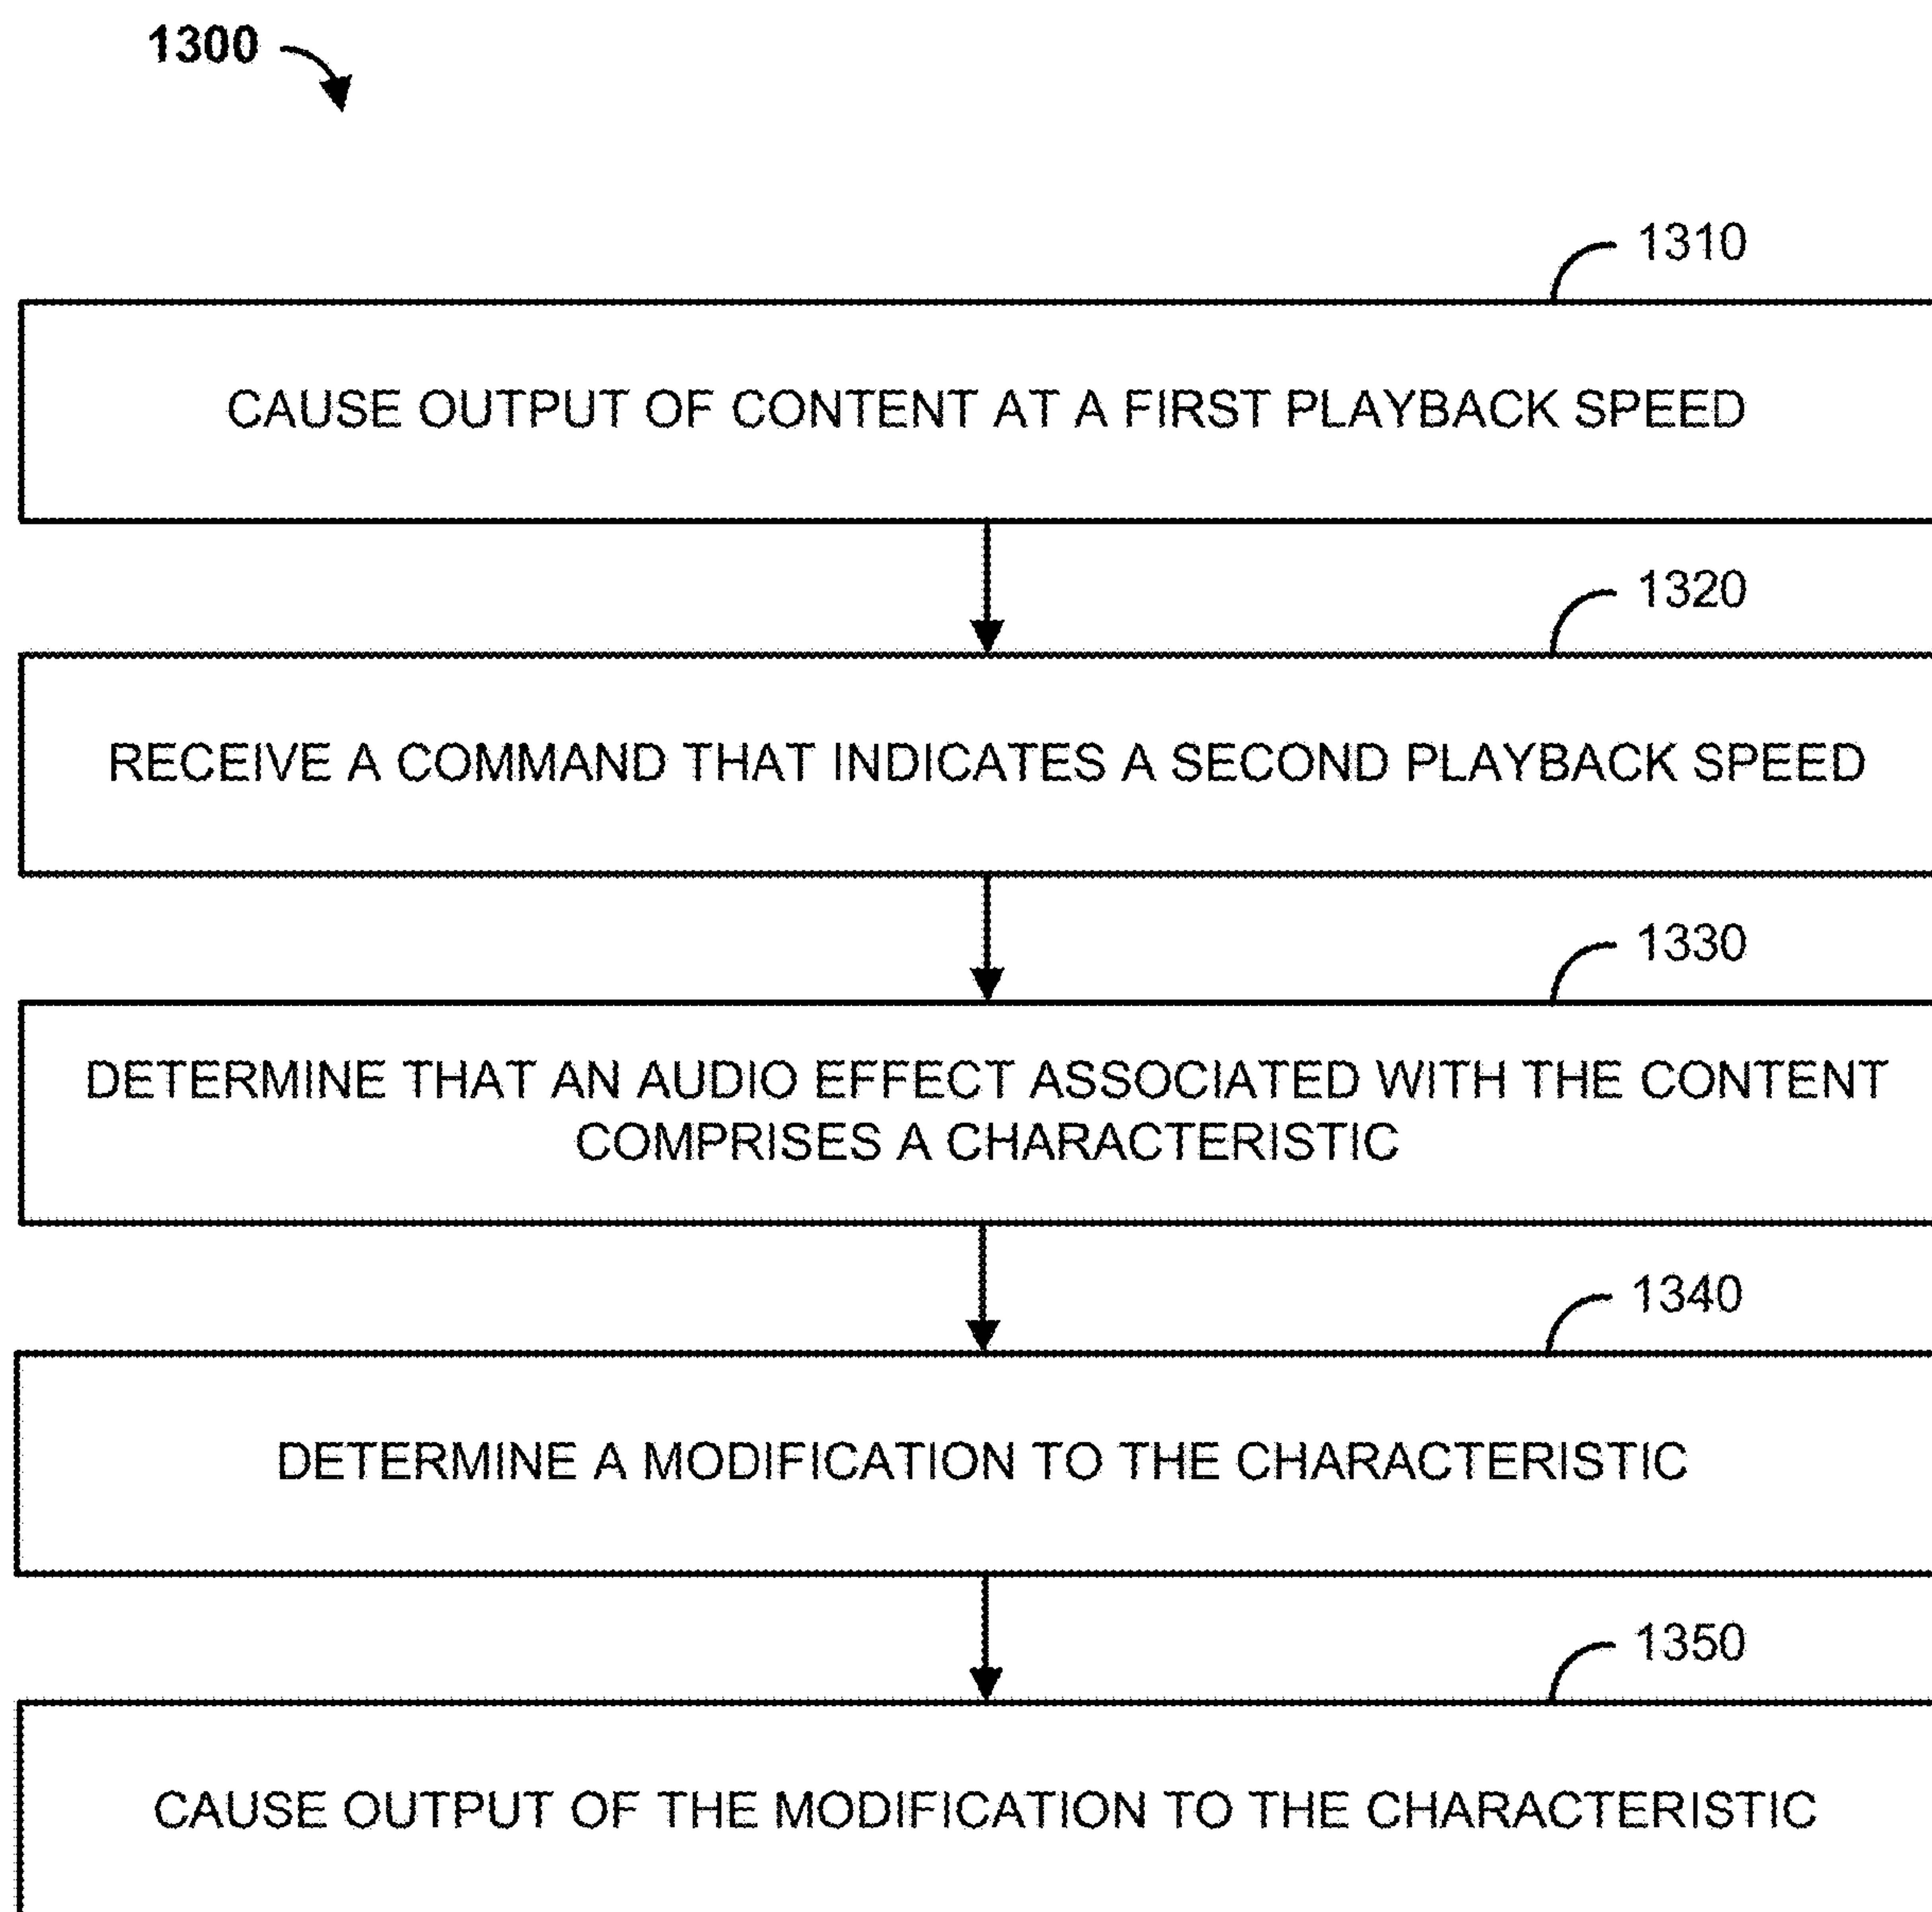 1300
1310
CAUSE OUTPUT OF CONTENT AT A FIRST PLAYBACK SPEED
1320
RECEIVE A COMMAND THAT INDICATES A SECOND PLAYBACK SPEED
1330
DETERMINE THAT AN AUDIO EFFECT ASSOCIATED WITH THE CONTENT
COMPRISES A CHARACTERISTIC
1340
DETERMINE A MODIFICATION TO THE CHARACTERISTIC
1350
CAUSE OUTPUT OF THE MODIFICATION TO THE CHARACTERISTIC